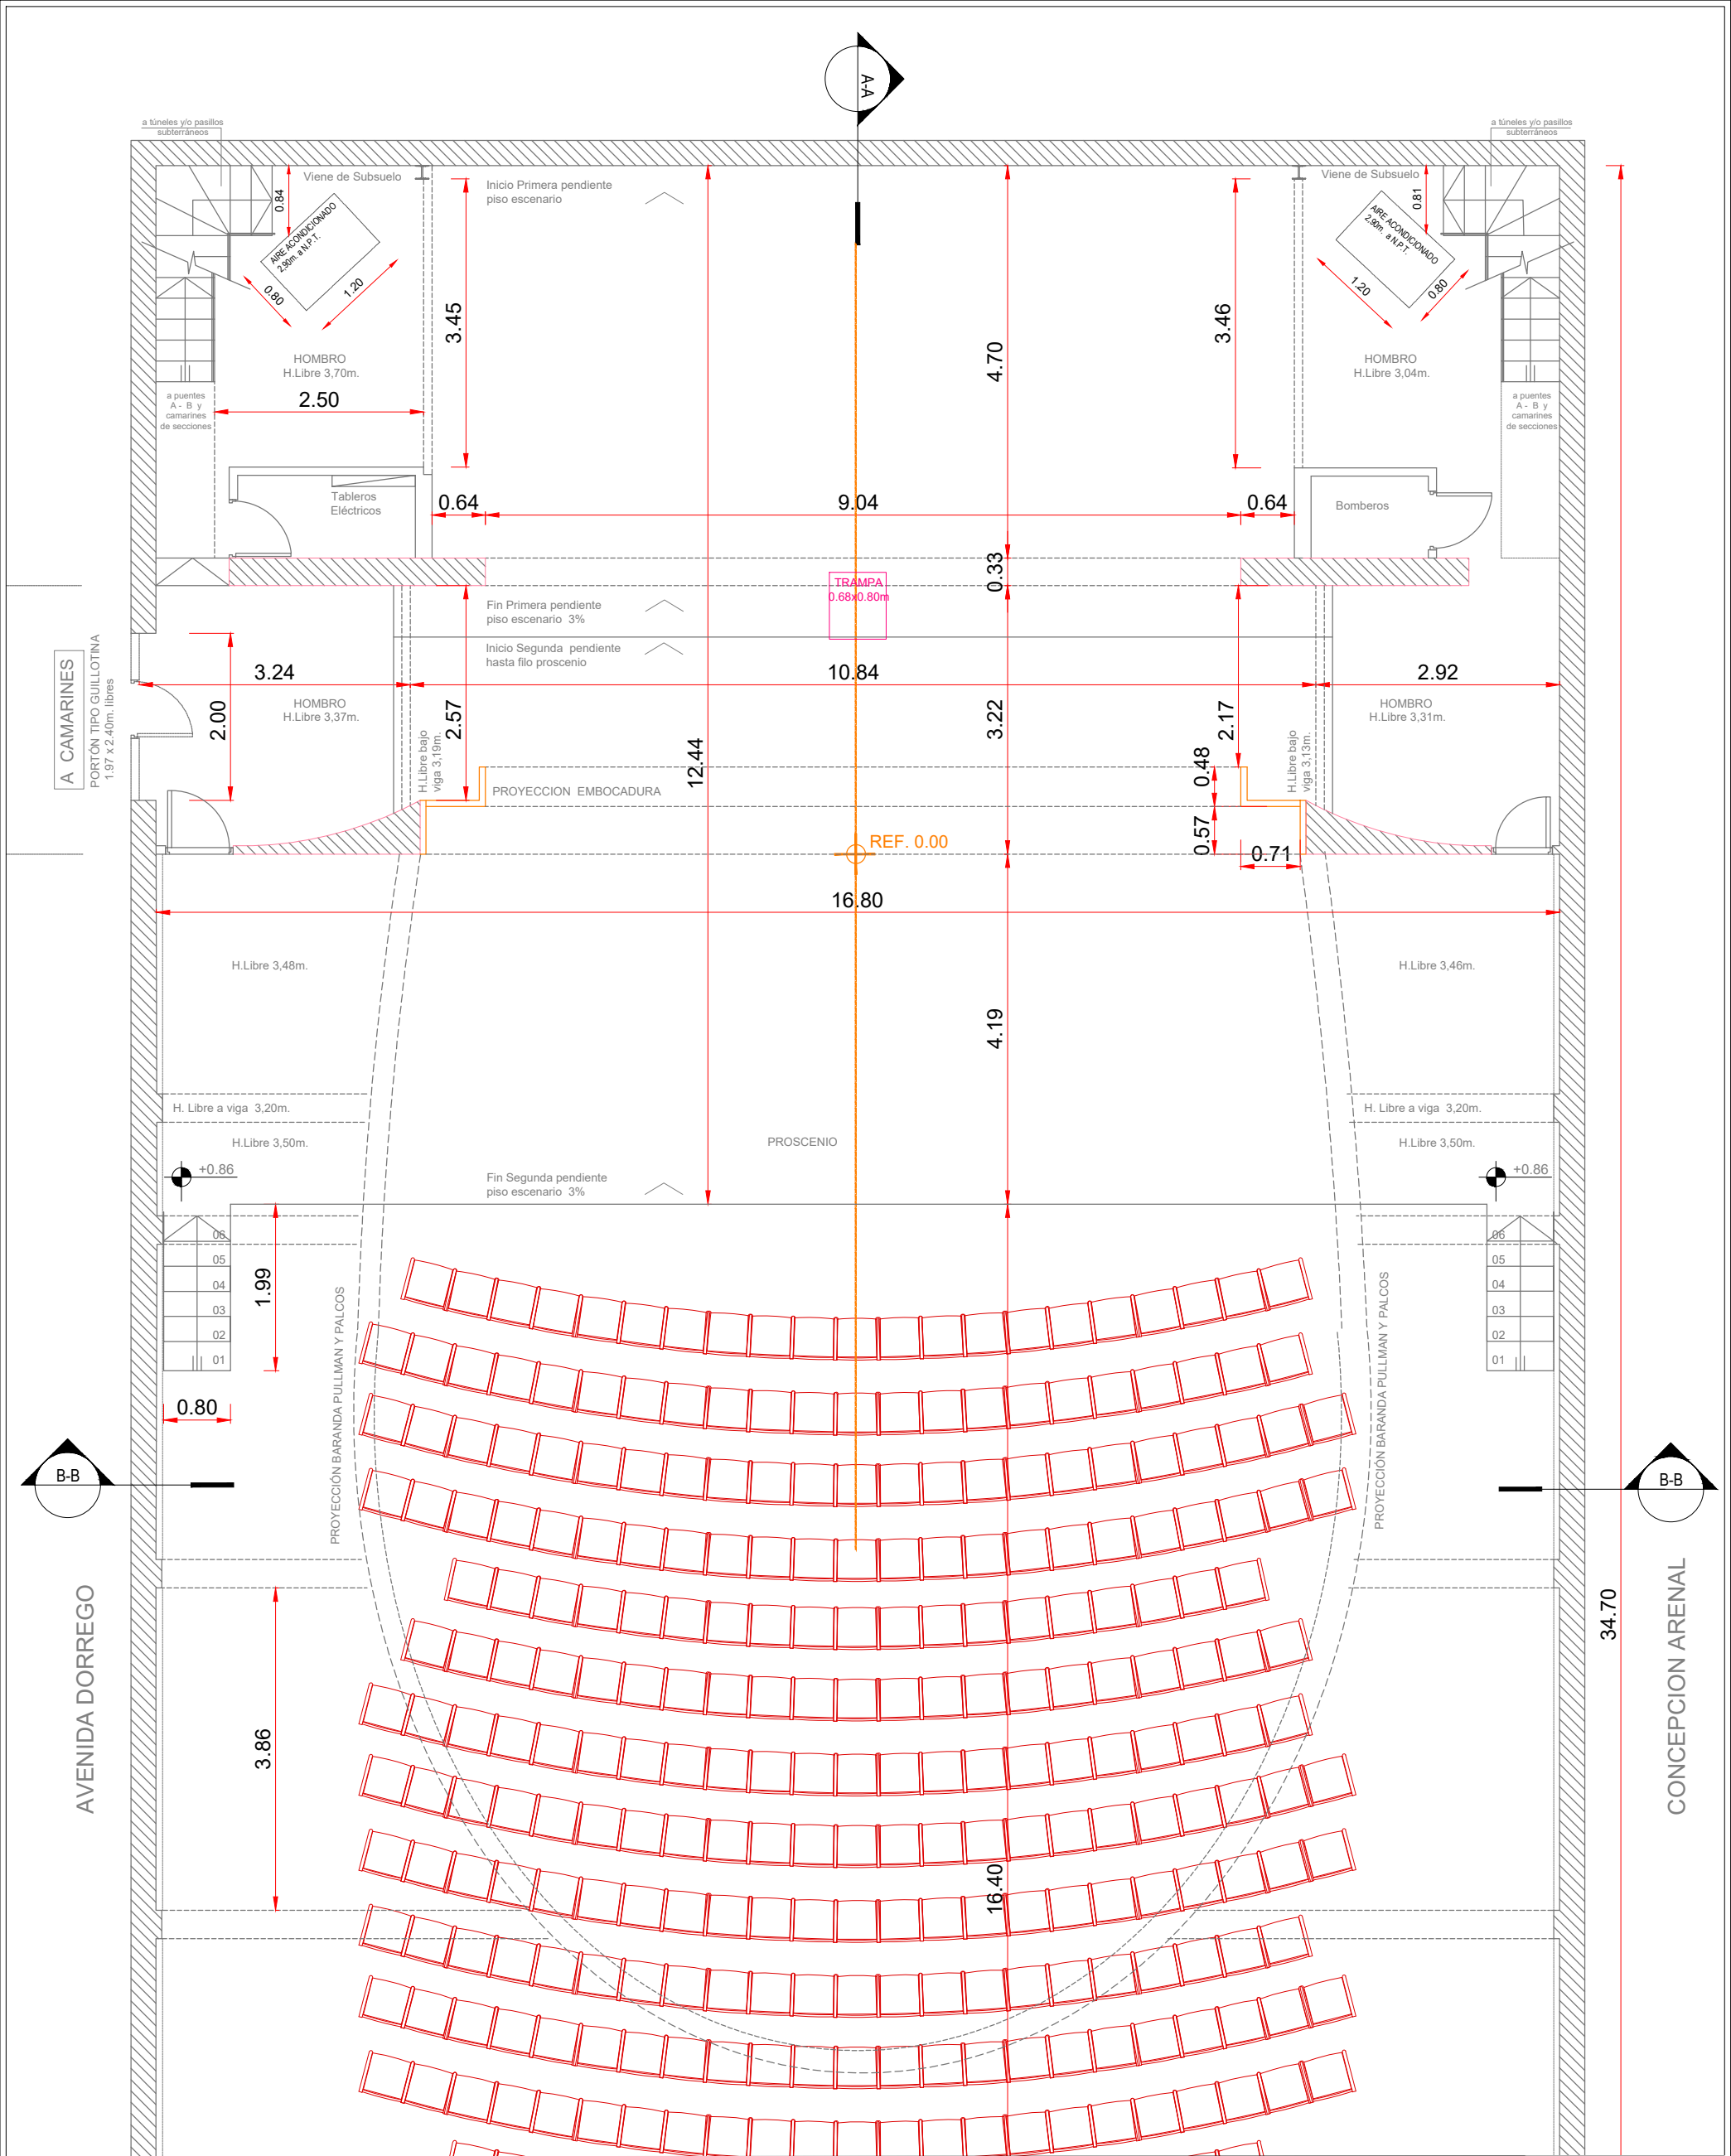 A-A
a túneles y/o pasillos
subterráneos
a túneles y/o pasillos
subterráneos
Viene de Subsuelo
0.84
AIRE ACONDICIONADO
2,90m. a N.P.T.
0.80
1.20
Inicio Primera pendiente
piso escenario
Viene de Subsuelo
0.81
AIRE ACONDICIONADO
2,90m. a N.P.T.
1.20
0.80
3.45
4.70
3.46
HOMBRO
H.Libre 3,70m.
HOMBRO
H.Libre 3,04m.
a puentes
A - B y
camarines
de secciones
2.50
a puentes
A - B y
camarines
de secciones
Tableros
Eléctricos
0.64
9.04
0.64
Bomberos
0.33
TRAMPA
0.68x0.80m
Fin Primera pendiente
piso escenario 3%
Inicio Segunda pendiente
hasta filo proscenio
A CAMARINES
PORTÓN TIPO GUILLOTINA
1.97 x 2.40m. libres
3.24
10.84
2.92
2.00
HOMBRO
H.Libre 3,37m.
2.57
3.22
2.17
HOMBRO
H.Libre 3,31m.
H.Libre bajo
viga 3,19m.
12.44
H.Libre bajo
viga 3,13m.
0.48
PROYECCION EMBOCADURA
0.57
REF. 0.00
0.71
16.80
H.Libre 3,48m.
H.Libre 3,46m.
4.19
H. Libre a viga 3,20m.
H. Libre a viga 3,20m.
H.Libre 3,50m.
PROSCENIO
H.Libre 3,50m.
+0.86
Fin Segunda pendiente
piso escenario 3%
+0.86
06
05
04
03
02
01
1.99
0.80
06
05
04
03
02
01
PROYECCIÓN BARANDA PULLMAN Y PALCOS
PROYECCIÓN BARANDA PULLMAN Y PALCOS
B-B
B-B
AVENIDA DORREGO
3.86
16.40
34.70
CONCEPCION ARENAL